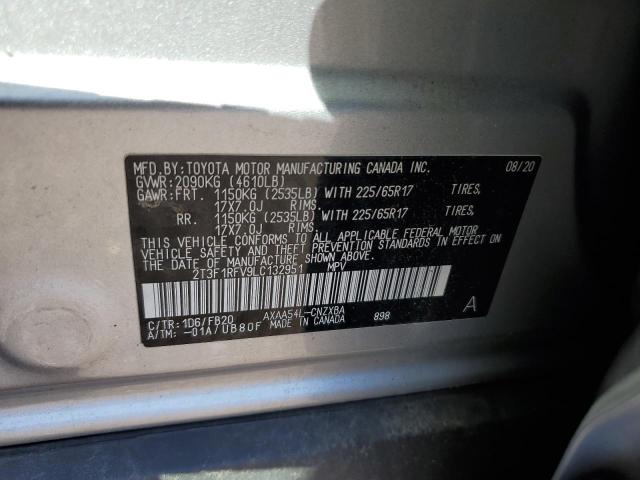 MFD.BY:TOYOTA MOTOR MANUFACTURING CANADA INC. 08/20
GVWR:2090KG (4610LB)
GAWR:FRT. 1150KG (2535LB) WITH 225/65R17 TIRES,
17X7.0J RIMS.
RR. 1150KG (2535LB) WITH 225/65R17 TIRES,
17X7.0J RIMS.
THIS VEHICLE CONFORMS TO ALL APPLICABLE FEDERAL MOTOR
VEHICLE SAFETY AND THEFT PREVENTION STANDARDS IN EFFECT
ON THE DATE OF MANUFACTURE SHOWN ABOVE.
2T3F1RFV9LC132951 MPV
C/TR:1D6/FB20 AXAA54L-CNZXBA 898 A
A/TM:-01A/UB80F MADE IN CANADA